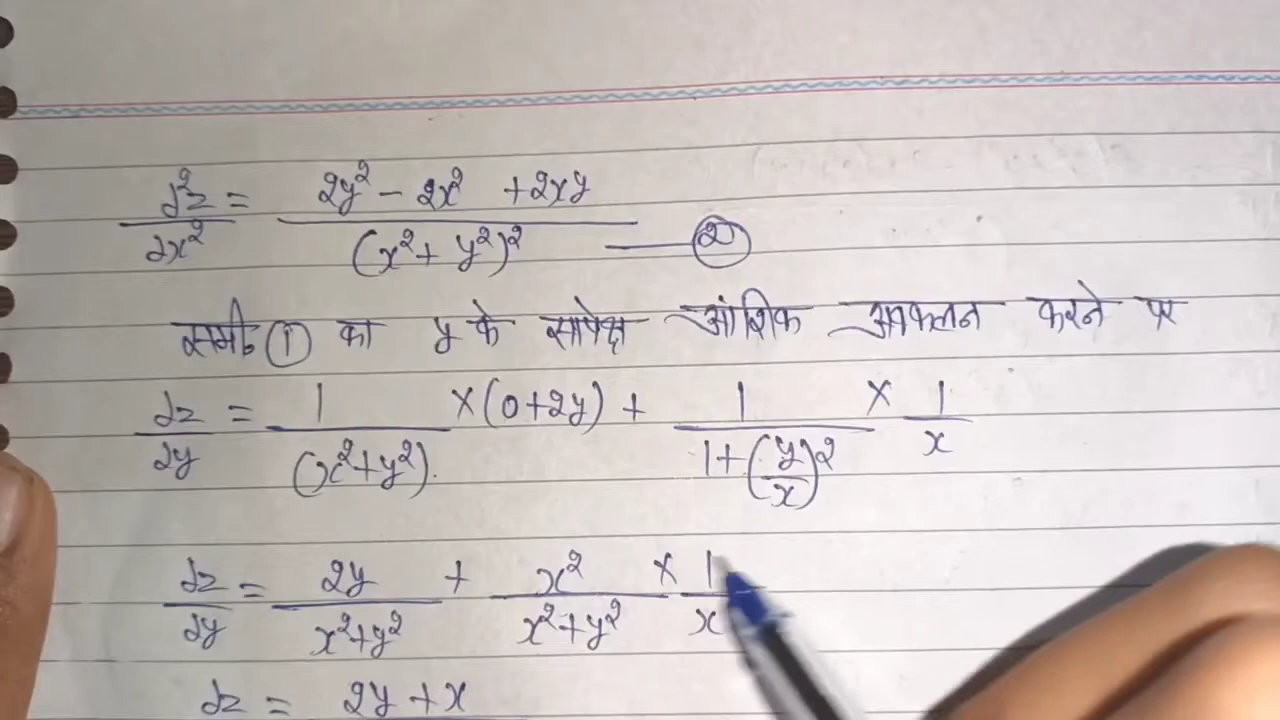 ∂²z/∂x² = (2y² - 2x² + 2xy)/(x² + y²)² — ②
समी० ① का y के सापेक्ष आंशिक अवकलन करने पर
∂z/∂y = 1/(x²+y²) × (0+2y) + 1/(1+(y/x)²) × 1/x
∂z/∂y = 2y/(x²+y²) + x²/(x²+y²) × 1/x
∂z = 2y + x